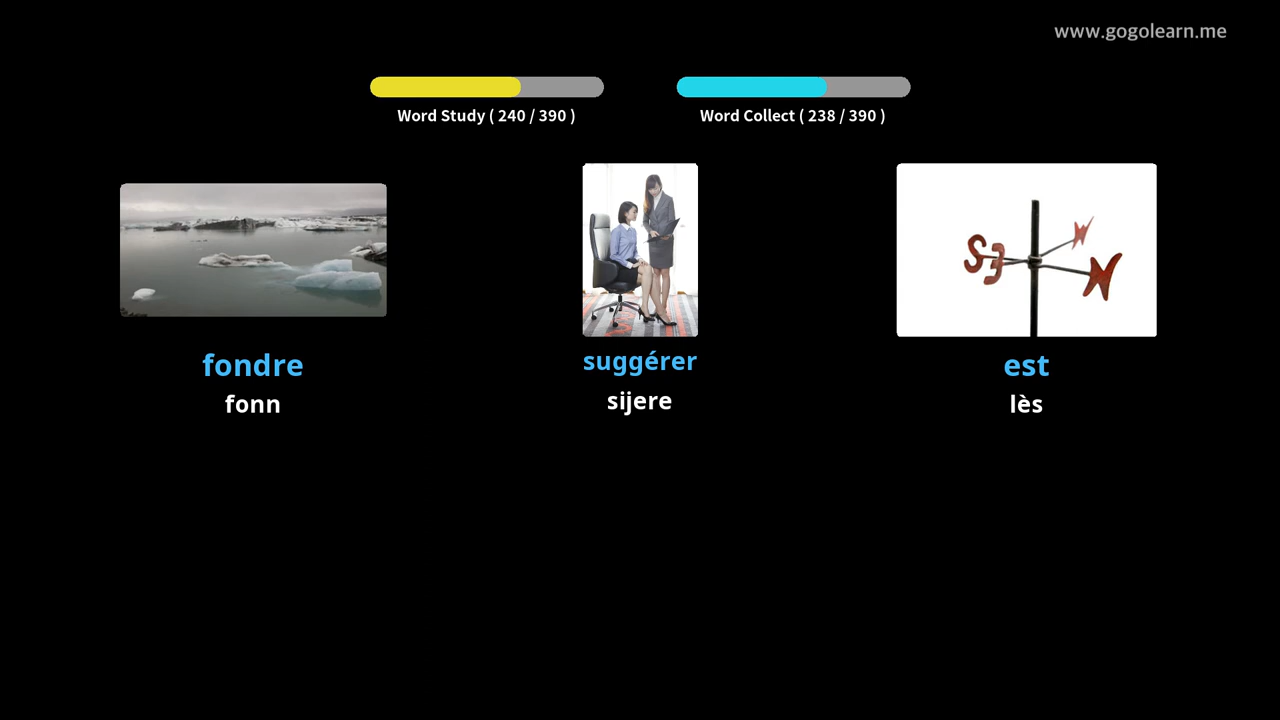 www.gogolearn.me
Word Study ( 240 / 390 )
Word Collect ( 238 / 390 )
fondre
fonn
suggérer
sijere
est
lès